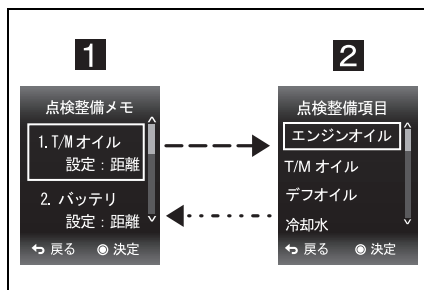 1
点検整備メモ
1.T/Mオイル
設定：距離
2. バッテリ
設定：距離
戻る ◉ 決定
2
点検整備項目
エンジンオイル
T/M オイル
デフオイル
冷却水
戻る ◉ 決定